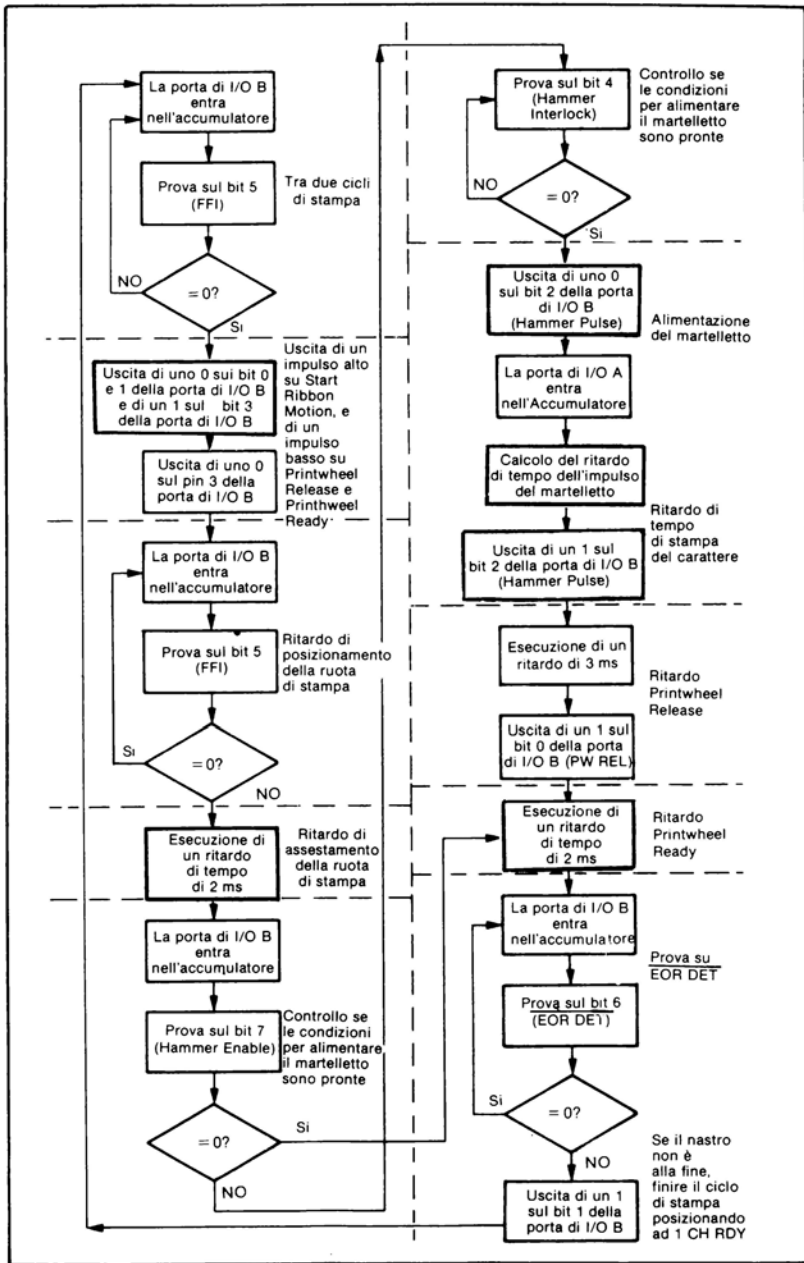 La porta di I/O B
entra
nell'accumulatore
Prova sul bit 5
(FFI)
Tra due cicli
di stampa
= 0?
NO
Si
Uscita di uno 0 sui bit 0
e 1 della porta di I/O B
e di un 1 sul bit 3
della porta di I/O B
Uscita di uno 0
sul pin 3 della
porta di I/O B
Uscita di un
impulso alto
su Start
Ribbon
Motion, e
di un
impulso
basso su
Printwheel
Release e
Printhweel
Ready
La porta di I/O B
entra
nell'accumulatore
Prova sul bit 5
(FFI)
Ritardo di
posizionamento
della ruota
di stampa
= 0?
Si
NO
Esecuzione di
un ritardo
di tempo
di 2 ms
Ritardo di
assestamento
della ruota
di stampa
La porta di I/O B
entra
nell'accumulatore
Prova sul bit 7
(Hammer Enable)
Controllo se
le condizioni
per alimentare
il martelletto
sono pronte
= 0?
Si
NO
Prova sul bit 4
(Hammer
Interlock)
Controllo se
le condizioni
per alimentare
il martelletto
sono pronte
= 0?
NO
Si
Uscita di uno 0
sul bit 2 della porta
di I/O B
(Hammer Pulse)
Alimentazione
del martelletto
La porta di I/O A
entra
nell'Accumulatore
Calcolo del ritardo
di tempo dell'impulso
del martelletto
Uscita di un 1 sul
bit 2 della porta di I/O B
(Hammer Pulse)
Ritardo di
tempo
di stampa
del carattere
Esecuzione di un
ritardo di 3 ms
Ritardo
Printwheel
Release
Uscita di un 1 sul
bit 0 della porta
di I/O B (PW REL)
Esecuzione di
un ritardo
di tempo
di 2 ms
Ritardo
Printwheel
Ready
La porta di I/O B
entra
nell'accumulatore
Prova su
EOR DET
Prova sul bit 6
(EOR DET)
= 0?
Si
NO
Uscita di un 1
sul bit 1 della
porta di I/O B
Se il nastro
non è
alla fine,
finire il ciclo
di stampa
posizionando
ad 1 CH RDY